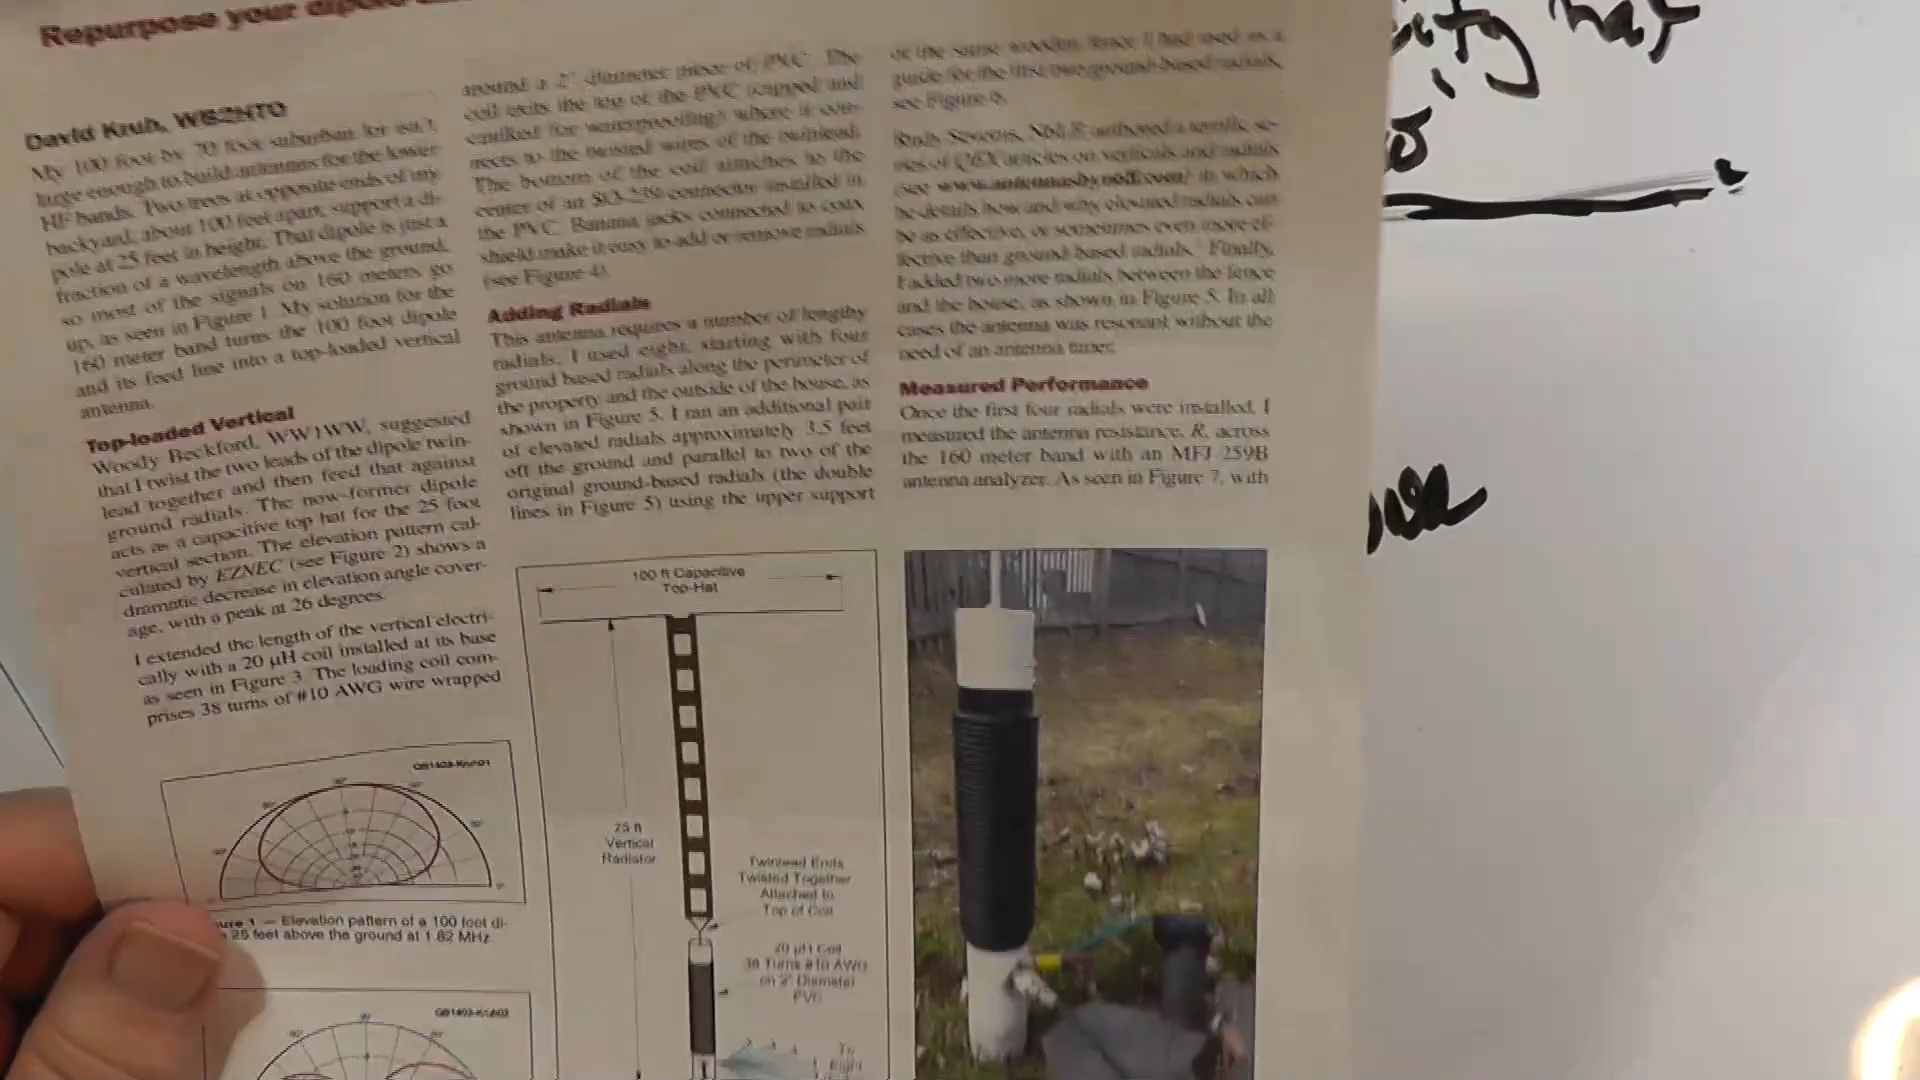 Repurpose your dipole
David Kruh, WB2HTO
My 100 foot by 70 foot suburban lot isn't
large enough to build antennas for the lower
HF bands. Two trees at opposite ends of my
backyard, about 100 feet apart, support a di-
pole at 25 feet in height. That dipole is just a
fraction of a wavelength above the ground,
so most of the signals on 160 meters go
up, as seen in Figure 1. My solution for the
160 meter band turns the 100 foot dipole
and its feed line into a top-loaded vertical
antenna.
Top-loaded Vertical
Woody Beckford, WW1WW, suggested
that I twist the two leads of the dipole twin-
lead together and then feed that against
ground radials. The now-former dipole
acts as a capacitive top hat for the 25 foot
vertical section. The elevation pattern cal-
culated by EZNEC (see Figure 2) shows a
dramatic decrease in elevation angle cover-
age, with a peak at 26 degrees.
I extended the length of the vertical electri-
cally with a 20 μH coil installed at its base
as seen in Figure 3. The loading coil com-
prises 38 turns of #10 AWG wire wrapped
around a 2" diameter piece of PVC. The
coil exits the top of the PVC (capped and
caulked for waterproofing) where it con-
nects to the twisted wires of the twinlead.
The bottom of the coil attaches to the
center of an SO-239 connector installed in
the PVC. Banana jacks connected to coax
shield make it easy to add or remove radials
(see Figure 4).
Adding Radials
This antenna requires a number of lengthy
radials. I used eight, starting with four
ground based radials along the perimeter of
the property and the outside of the house, as
shown in Figure 5. I ran an additional pair
of elevated radials approximately 3.5 feet
off the ground and parallel to two of the
original ground-based radials (the double
lines in Figure 5) using the upper support
of the same wooden fence I had used as a
guide for the first two ground-based radials,
see Figure 6.
Rudy Severns, N6LF, authored a terrific se-
ries of QEX articles on verticals and radials
(see www.antennasbyn6lf.com) in which
he details how and why elevated radials can
be as effective, or sometimes even more ef-
fective than ground-based radials.¹ Finally,
I added two more radials between the fence
and the house, as shown in Figure 5. In all
cases the antenna was resonant without the
need of an antenna tuner.
Measured Performance
Once the first four radials were installed, I
measured the antenna resistance, R, across
the 160 meter band with an MFJ 259B
antenna analyzer. As seen in Figure 7, with
ure 1 — Elevation pattern of a 100 foot di-
25 feet above the ground at 1.82 MHz.
100 ft Capacitive
Top-Hat
25 ft
Vertical
Radiator
Twinlead Ends
Twisted Together
Attached to
Top of Coil
20 μH Coil
38 Turns #10 AWG
on 2" Diameter
PVC
To
Eight